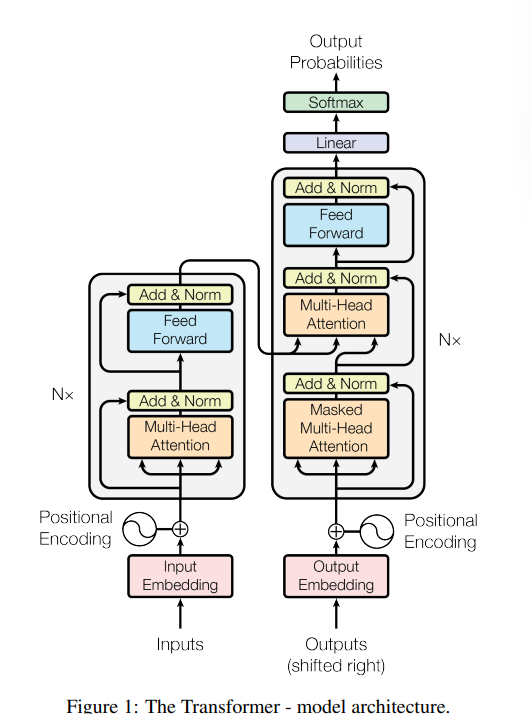 Output
Probabilities
Softmax
Linear
Add & Norm
Feed
Forward
Add & Norm
Multi-Head
Attention
N×
Add & Norm
Masked
Multi-Head
Attention
Add & Norm
Feed
Forward
N×
Add & Norm
Multi-Head
Attention
Positional
Encoding
Positional
Encoding
Input
Embedding
Output
Embedding
Inputs
Outputs
(shifted right)
Figure 1: The Transformer - model architecture.